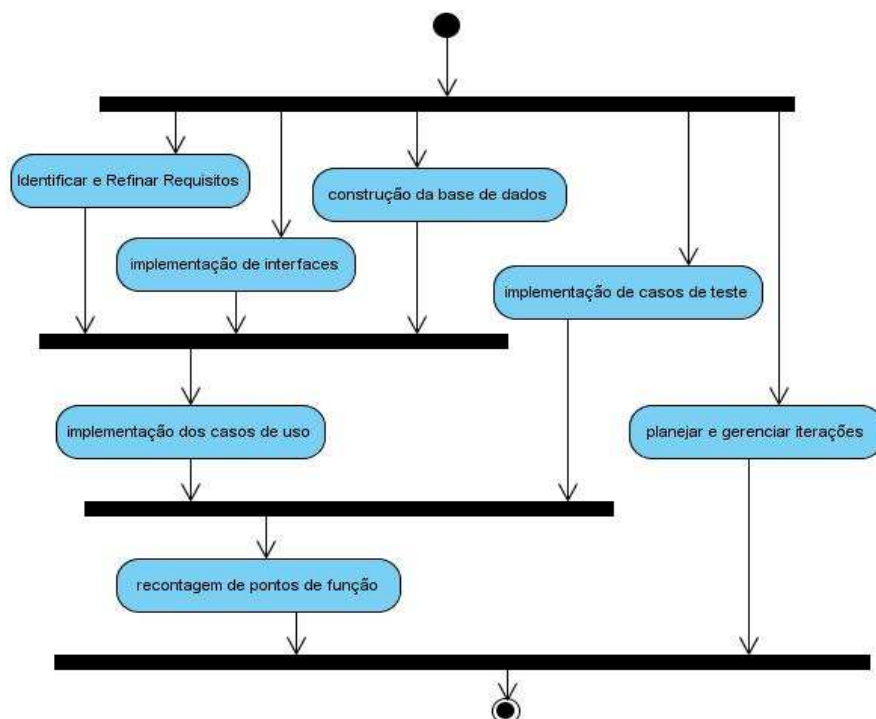 Identificar e Refinar Requisitos
construção da base de dados
implementação de interfaces
implementação de casos de teste
implementação dos casos de uso
planejar e gerenciar iterações
recontagem de pontos de função